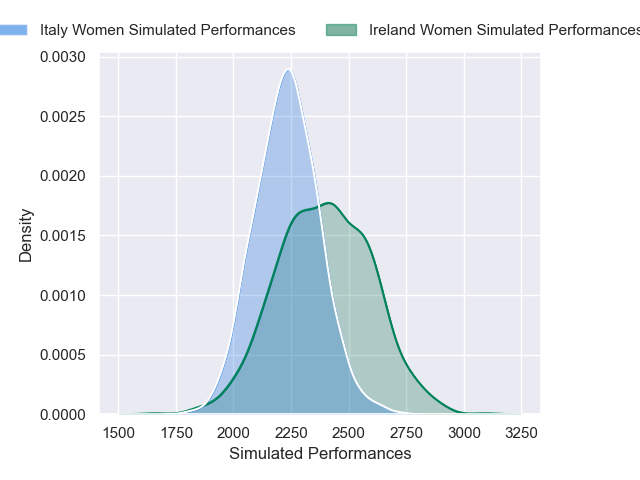 Italy Women Simulated Performances
Ireland Women Simulated Performances
0.0030
0.0025
0.0020
0.0015
0.0010
0.0005
0.0000
Density
1500 1750 2000 2250 2500 2750 3000 3250
Simulated Performances